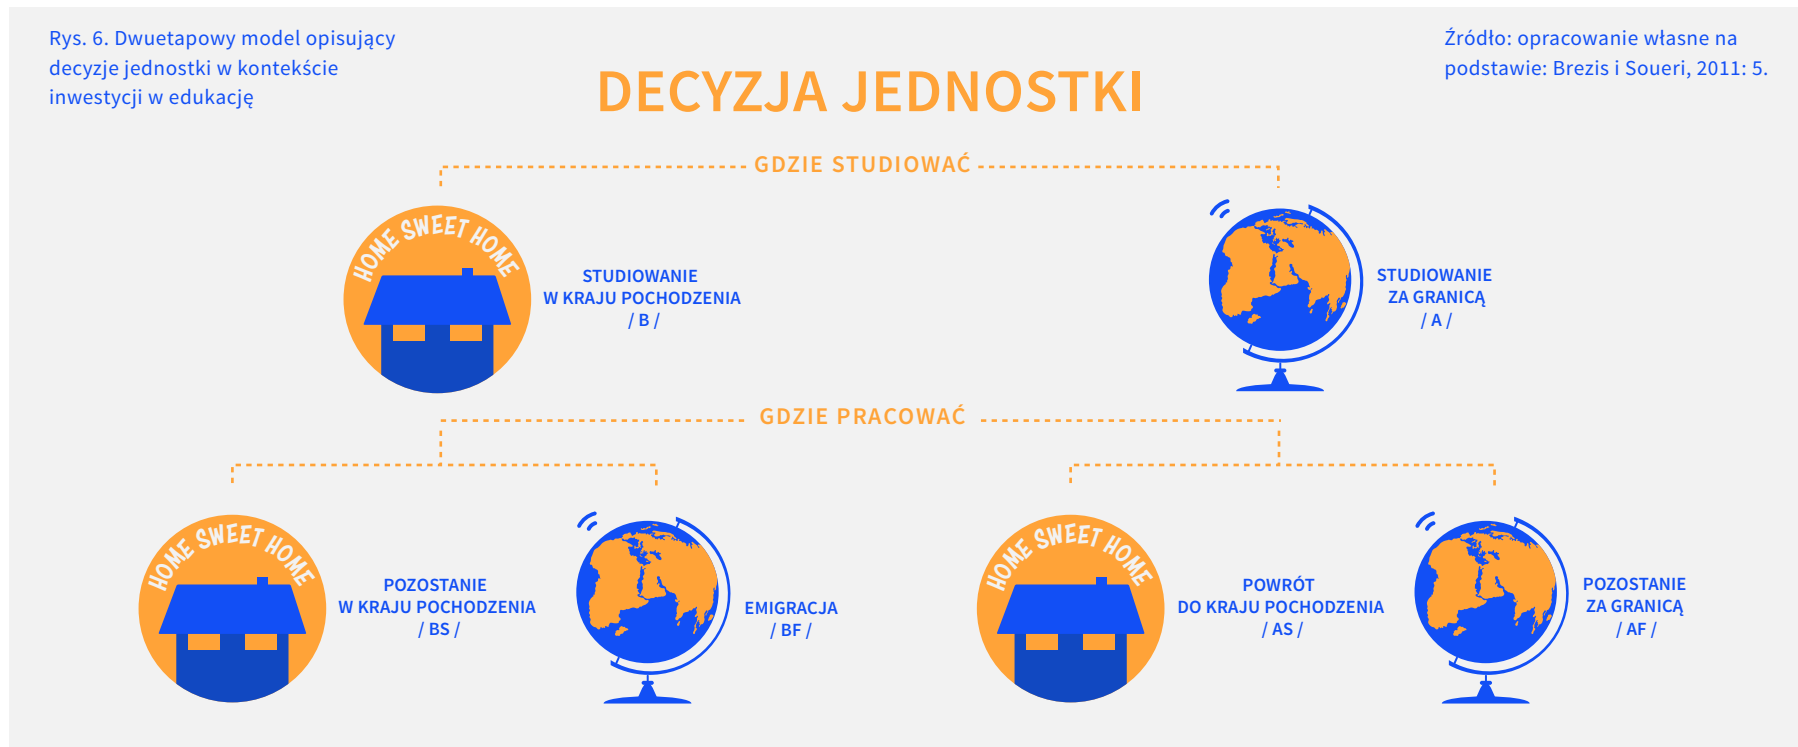 Rys. 6. Dwuetapowy model opisujący
decyzje jednostki w kontekście
inwestycji w edukację
Źródło: opracowanie własne na
podstawie: Brezis i Soueri, 2011: 5.
DECYZJA JEDNOSTKI
GDZIE STUDIOWAĆ
HOME SWEET HOME
STUDIOWANIE
W KRAJU POCHODZENIA
/ B /
STUDIOWANIE
ZA GRANICĄ
/ A /
GDZIE PRACOWAĆ
HOME SWEET HOME
POZOSTANIE
W KRAJU POCHODZENIA
/ BS /
EMIGRACJA
/ BF /
HOME SWEET HOME
POWRÓT
DO KRAJU POCHODZENIA
/ AS /
POZOSTANIE
ZA GRANICĄ
/ AF /